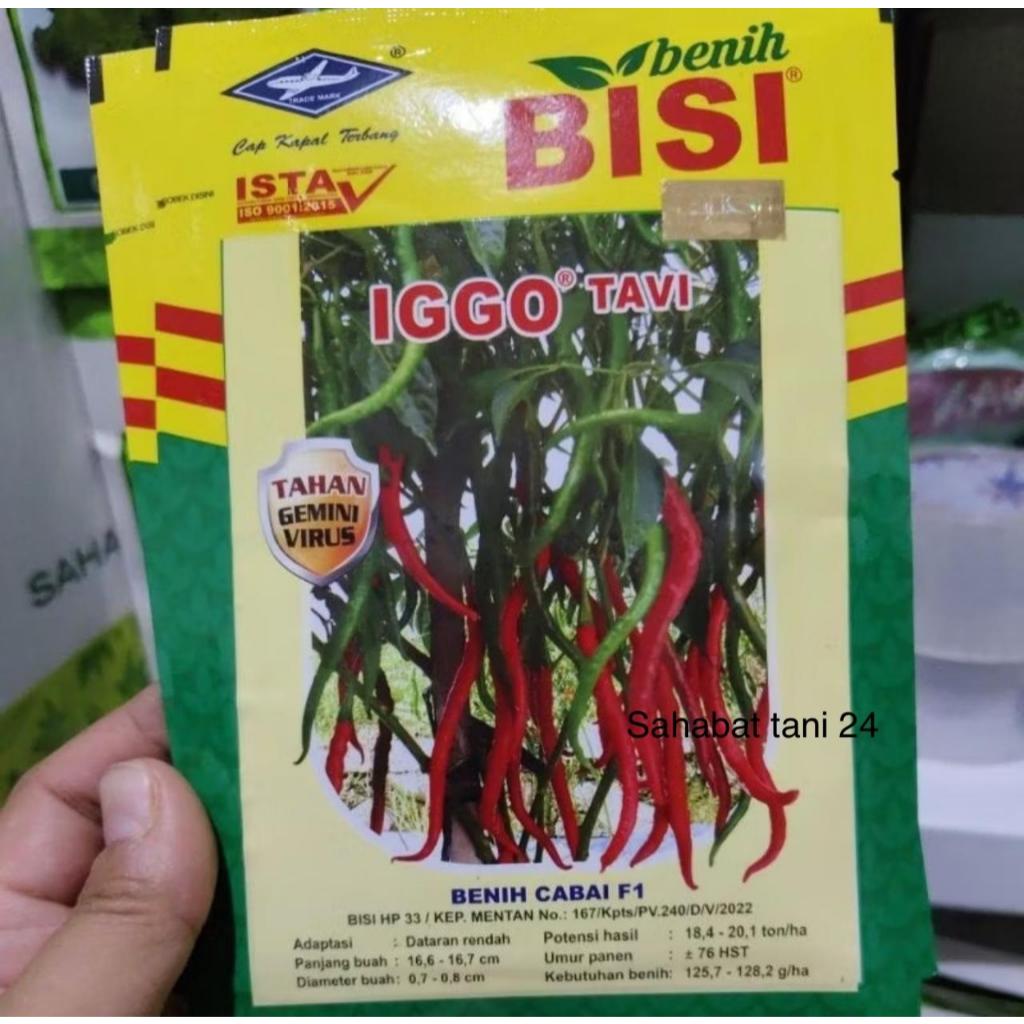 benih
BISI®
®
TRADE MARK
Cap Kapal Terbang
ISTA
ISO 9001:2015
SOBEK DISINI
IGGO® TAVI
TAHAN
GEMINI
VIRUS
SAHA
Sahabat tani 24
BENIH CABAI F1
BISI HP 33 / KEP. MENTAN No.: 167/Kpts/PV.240/D/V/2022
Adaptasi : Dataran rendah
Panjang buah : 16,6 - 16,7 cm
Diameter buah : 0,7 - 0,8 cm
Potensi hasil : 18,4 - 20,1 ton/ha
Umur panen : ± 76 HST
Kebutuhan benih: 125,7 - 128,2 g/ha